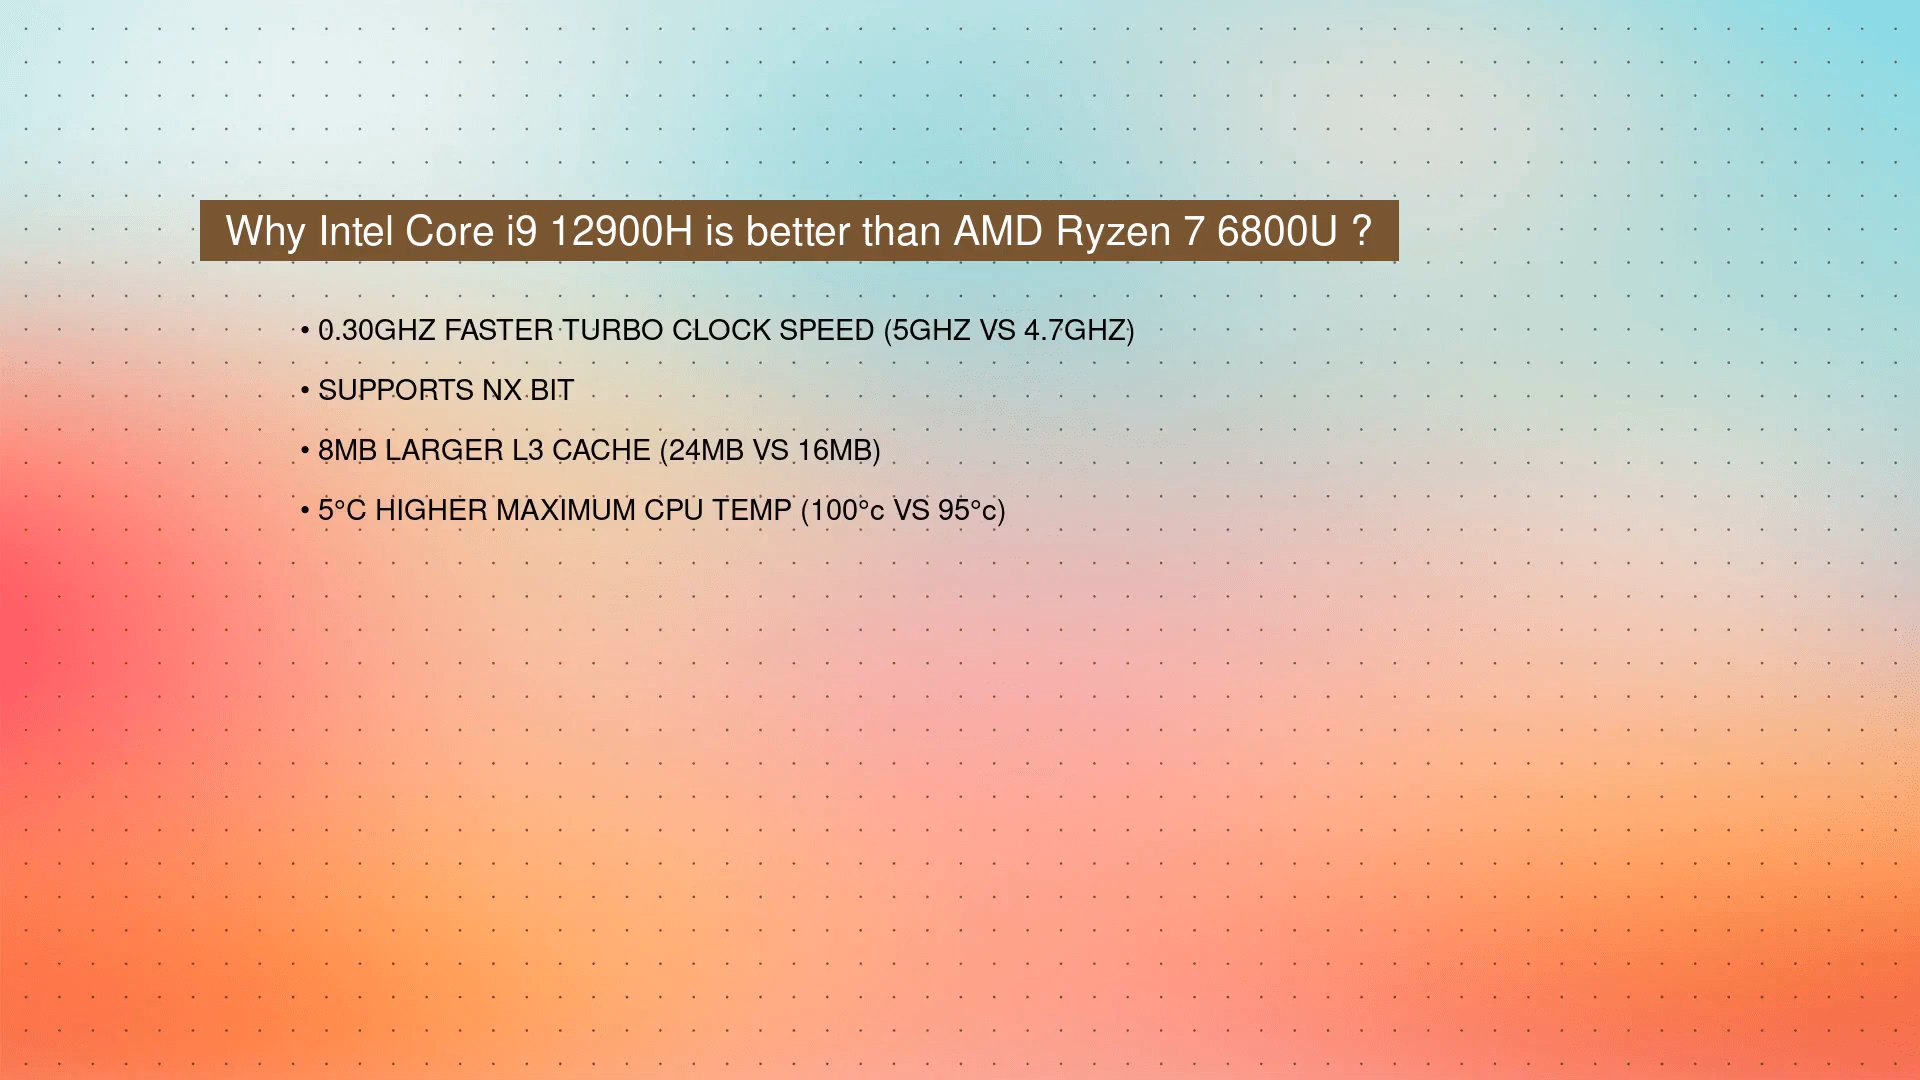 Why Intel Core i9 12900H is better than AMD Ryzen 7 6800U ?
• 0.30GHZ FASTER TURBO CLOCK SPEED (5GHZ VS 4.7GHZ)
• SUPPORTS NX BIT
• 8MB LARGER L3 CACHE (24MB VS 16MB)
• 5°C HIGHER MAXIMUM CPU TEMP (100°c VS 95°c)